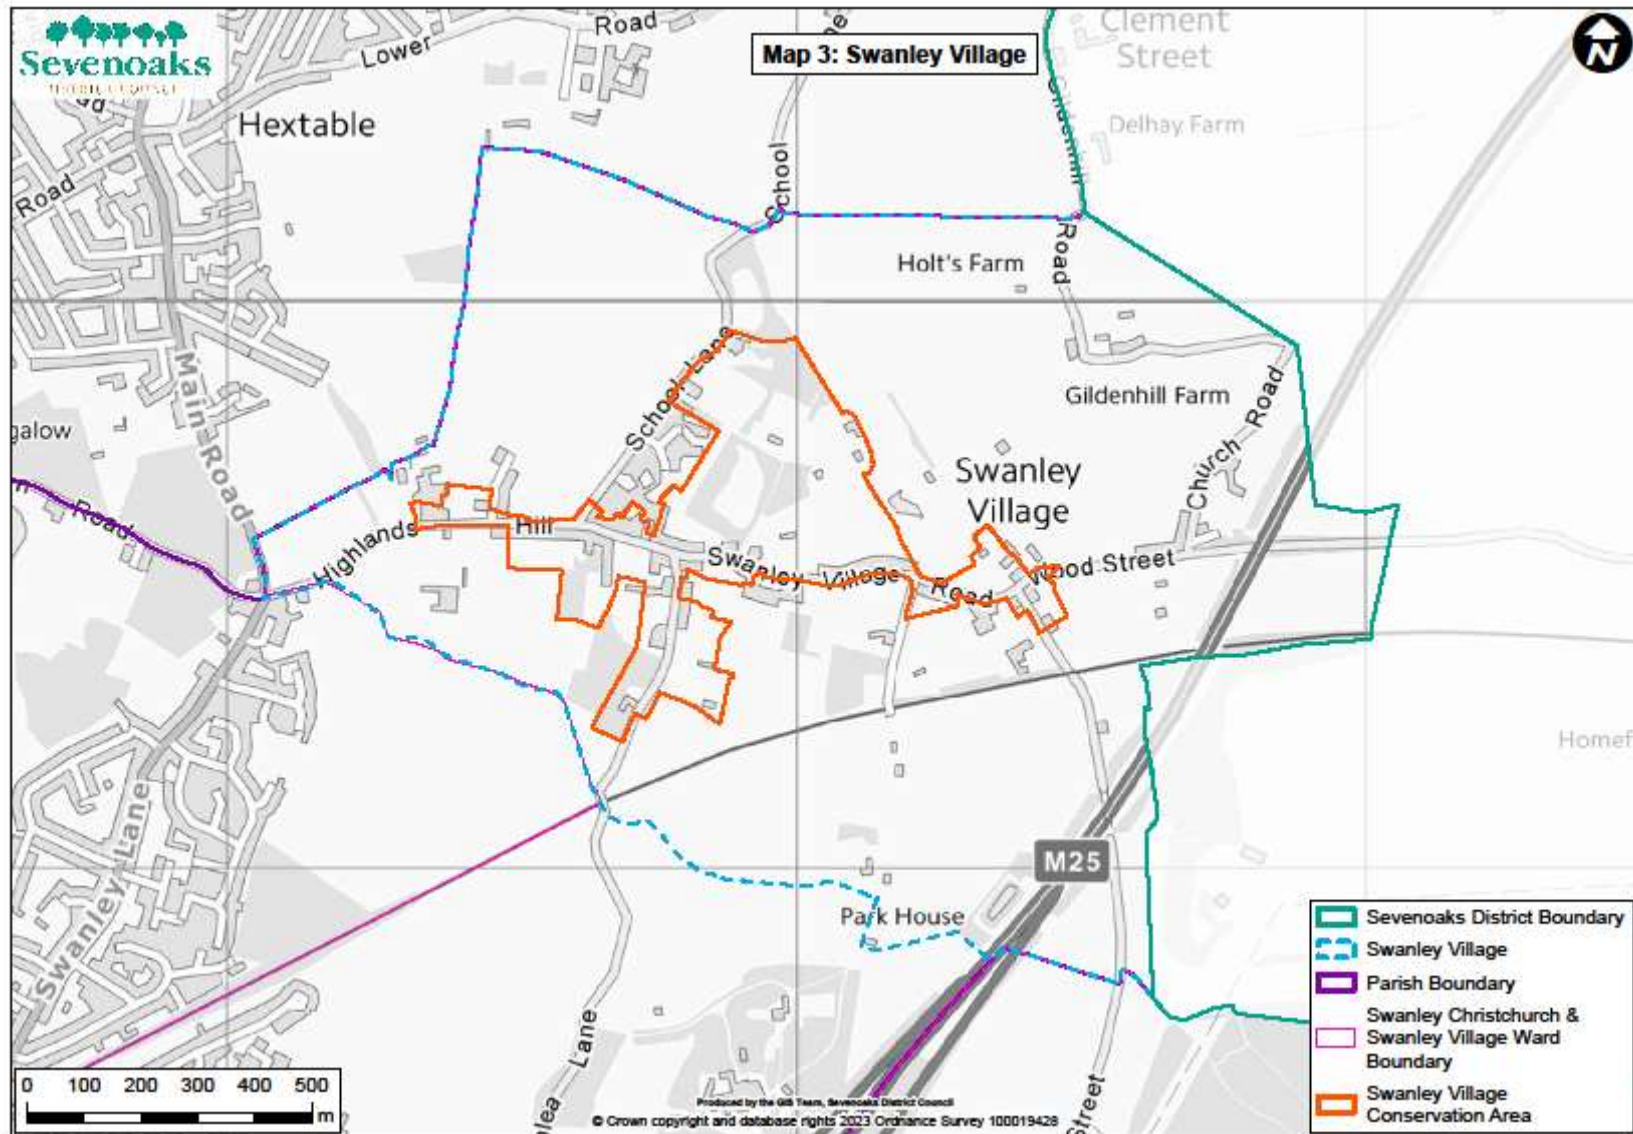 Sevenoaks
DISTRICT COUNCIL
Map 3: Swanley Village
N
Clement
Street
Road
Lower
Hextable
Delhay Farm
Gildenhill
Road
School
Road
Holt's Farm
Main Road
School Lane
Gildenhill Farm
Church Road
galow
Swanley
Village
Road
Highlands
Hill
Swanley Village
Road
Wood Street
Homef
Swanley Lane
M25
Park House
Lane
Street
Sevenoaks District Boundary
Swanley Village
Parish Boundary
Swanley Christchurch &
Swanley Village Ward
Boundary
Swanley Village
Conservation Area
0 100 200 300 400 500
m
Produced by the GIS Team, Sevenoaks District Council
© Crown copyright and database rights 2023 Ordnance Survey 100019428